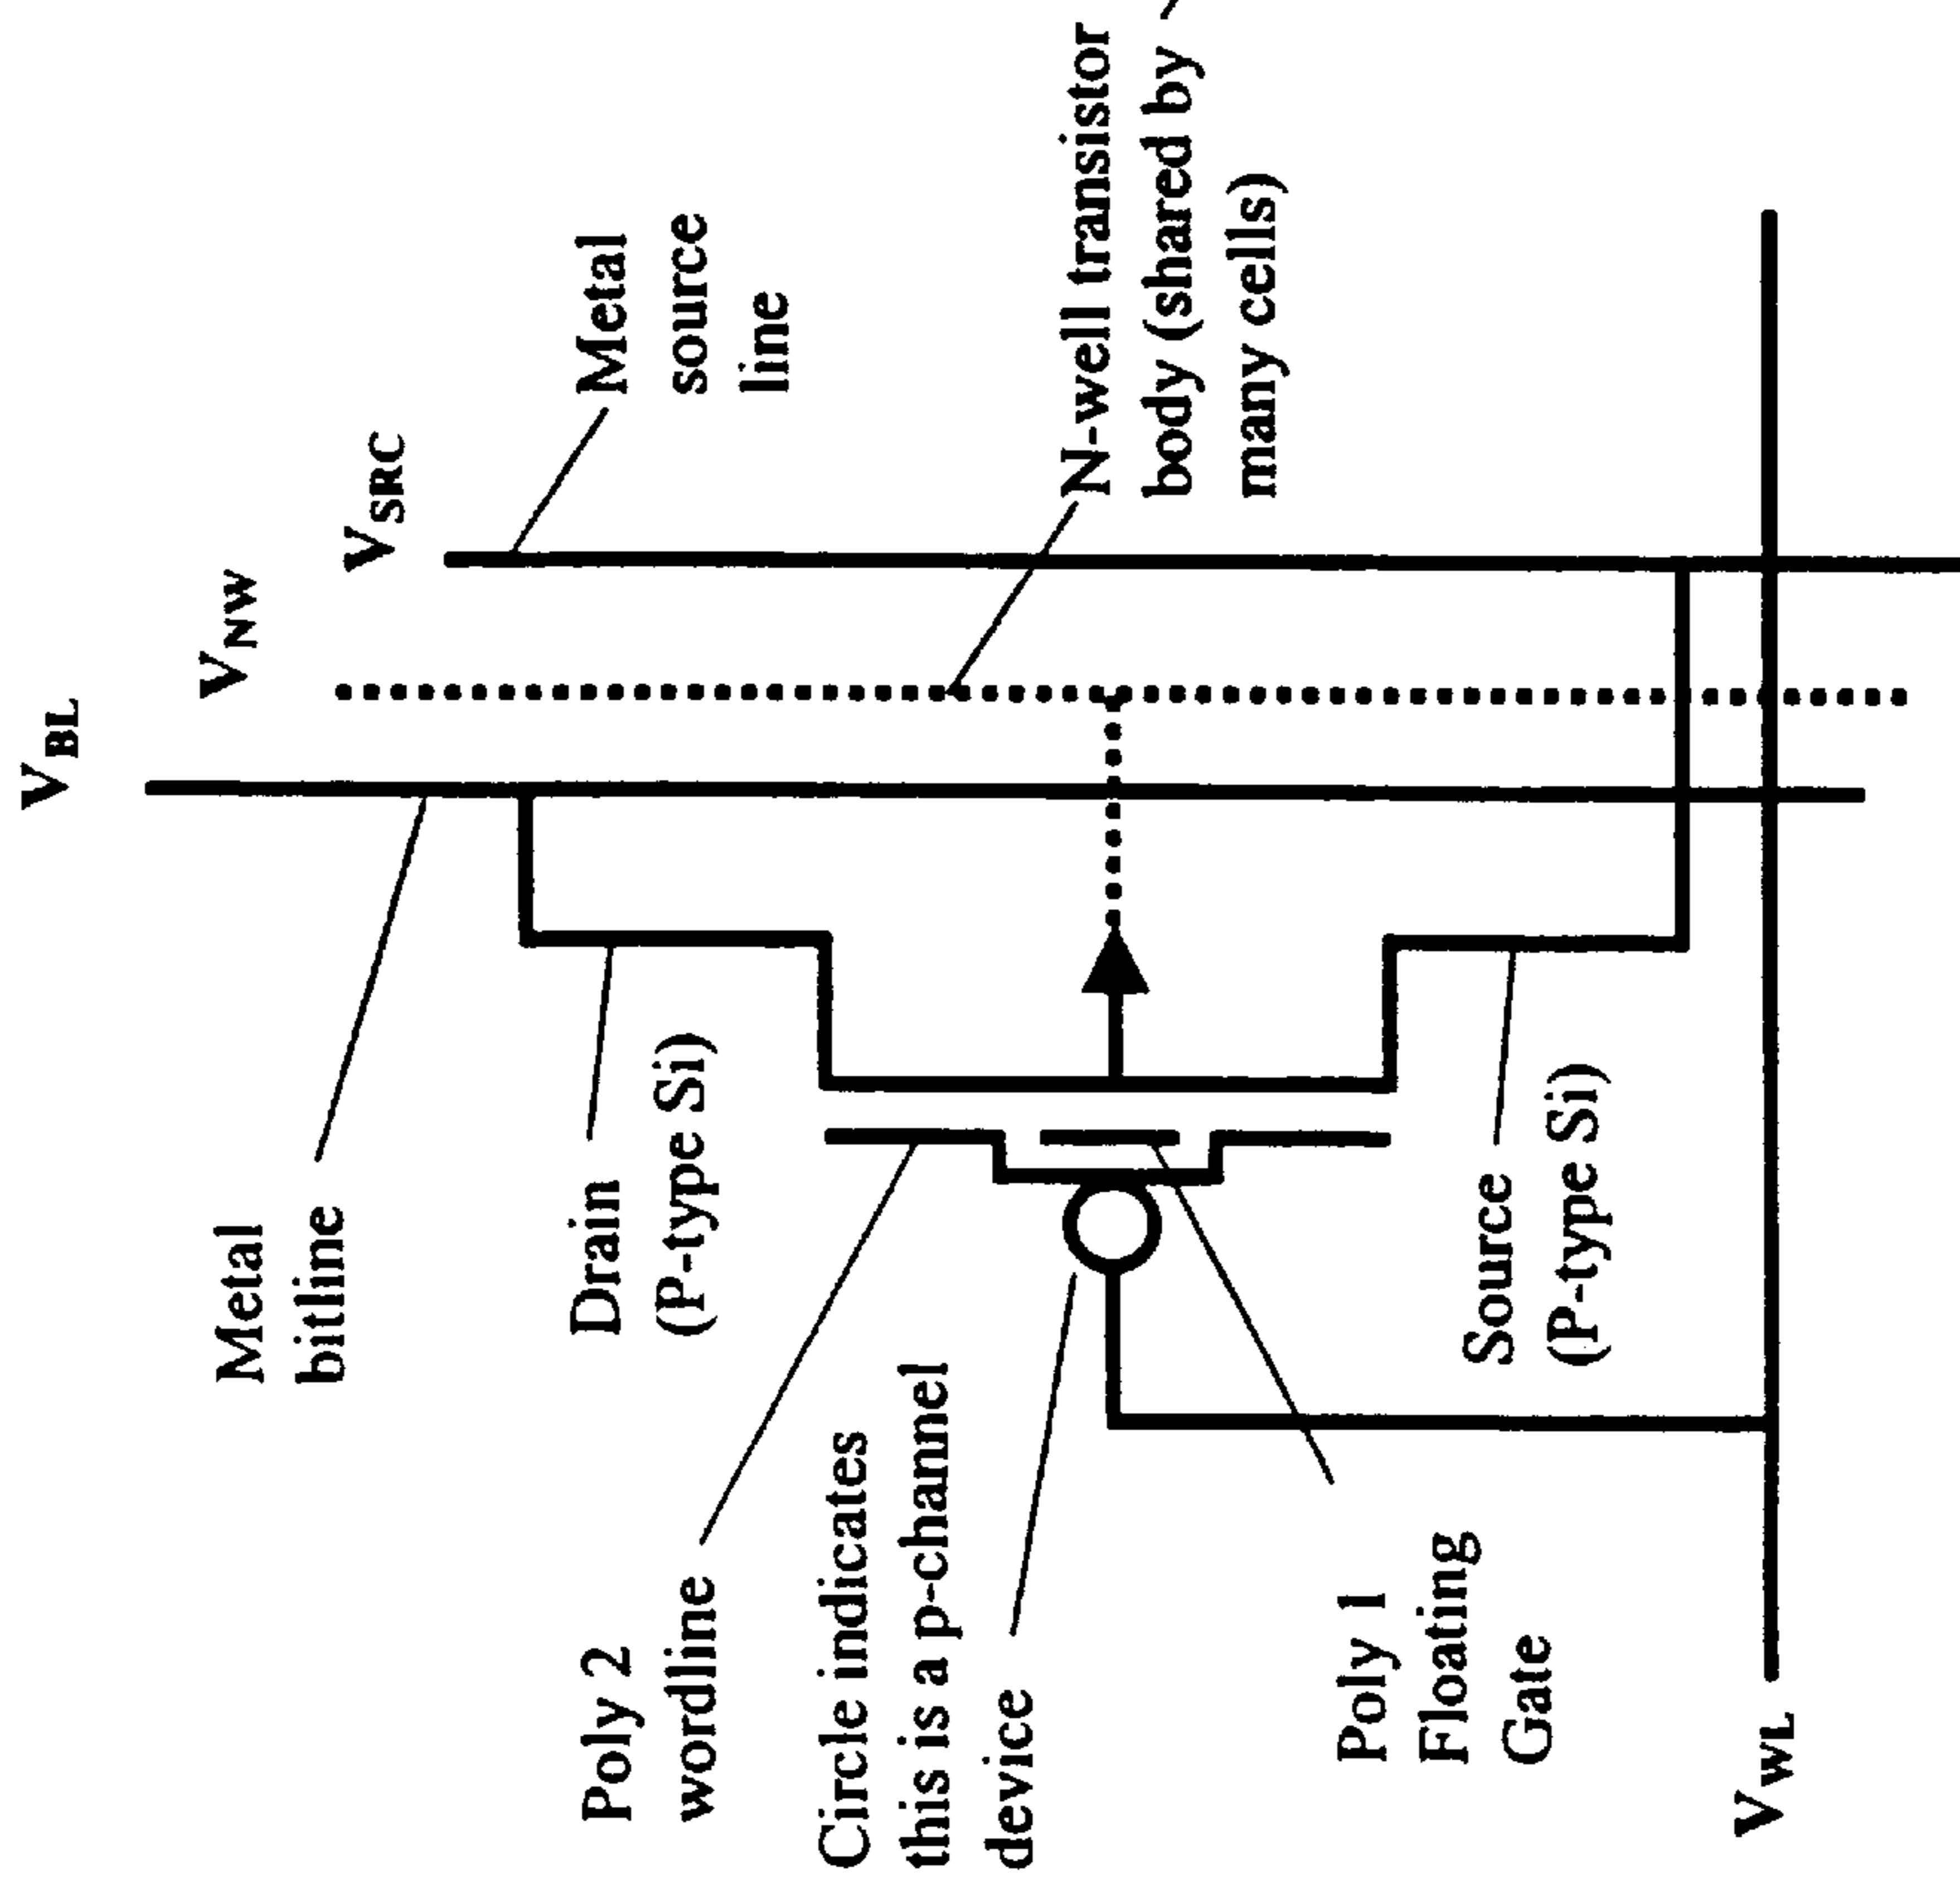 V_BL
V_NW
V_SRC
Metal
bitline
Metal
source
line
Drain
(P-type Si)
Poly 2
wordline
Circle indicates
this is a p-channel
device
N-well transistor
body (shared by
many cells)
Poly 1
Floating
Gate
Source
(P-type Si)
V_WL